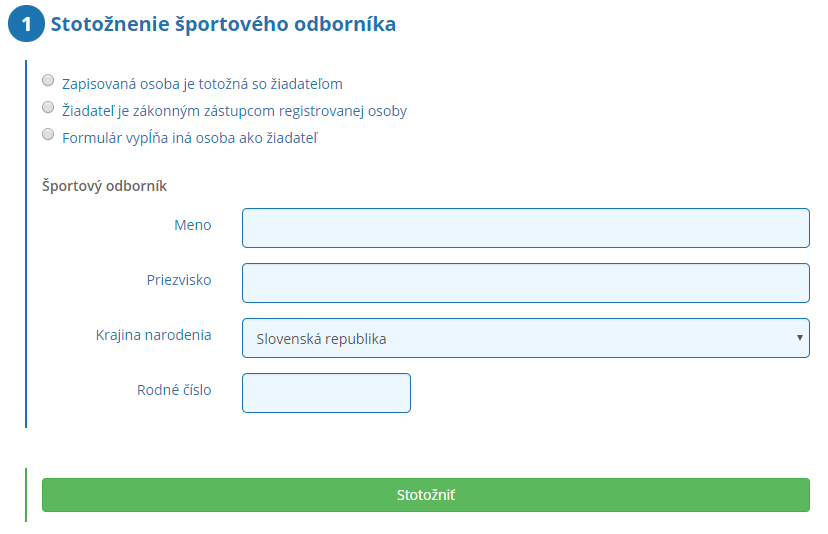 1 Stotožnenie športového odborníka
Zapisovaná osoba je totožná so žiadateľom
Žiadateľ je zákonným zástupcom registrovanej osoby
Formulár vypĺňa iná osoba ako žiadateľ
Športový odborník
Meno
Priezvisko
Krajina narodenia Slovenská republika
Rodné číslo
Stotožniť